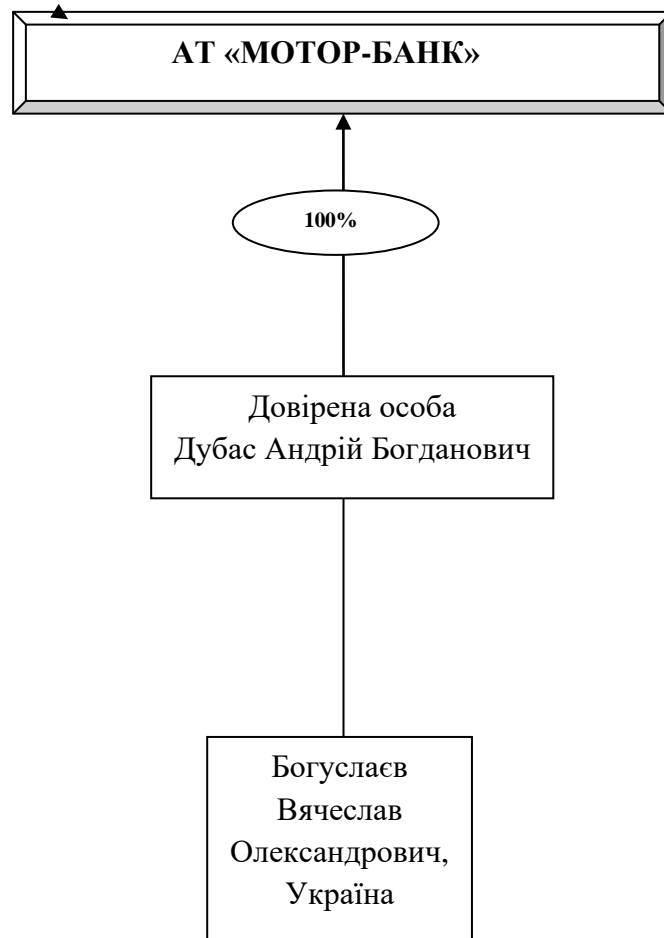 АТ «МОТОР-БАНК»
100%
Довірена особа
Дубас Андрій Богданович
Богуслаєв
Вячеслав
Олександрович,
Україна